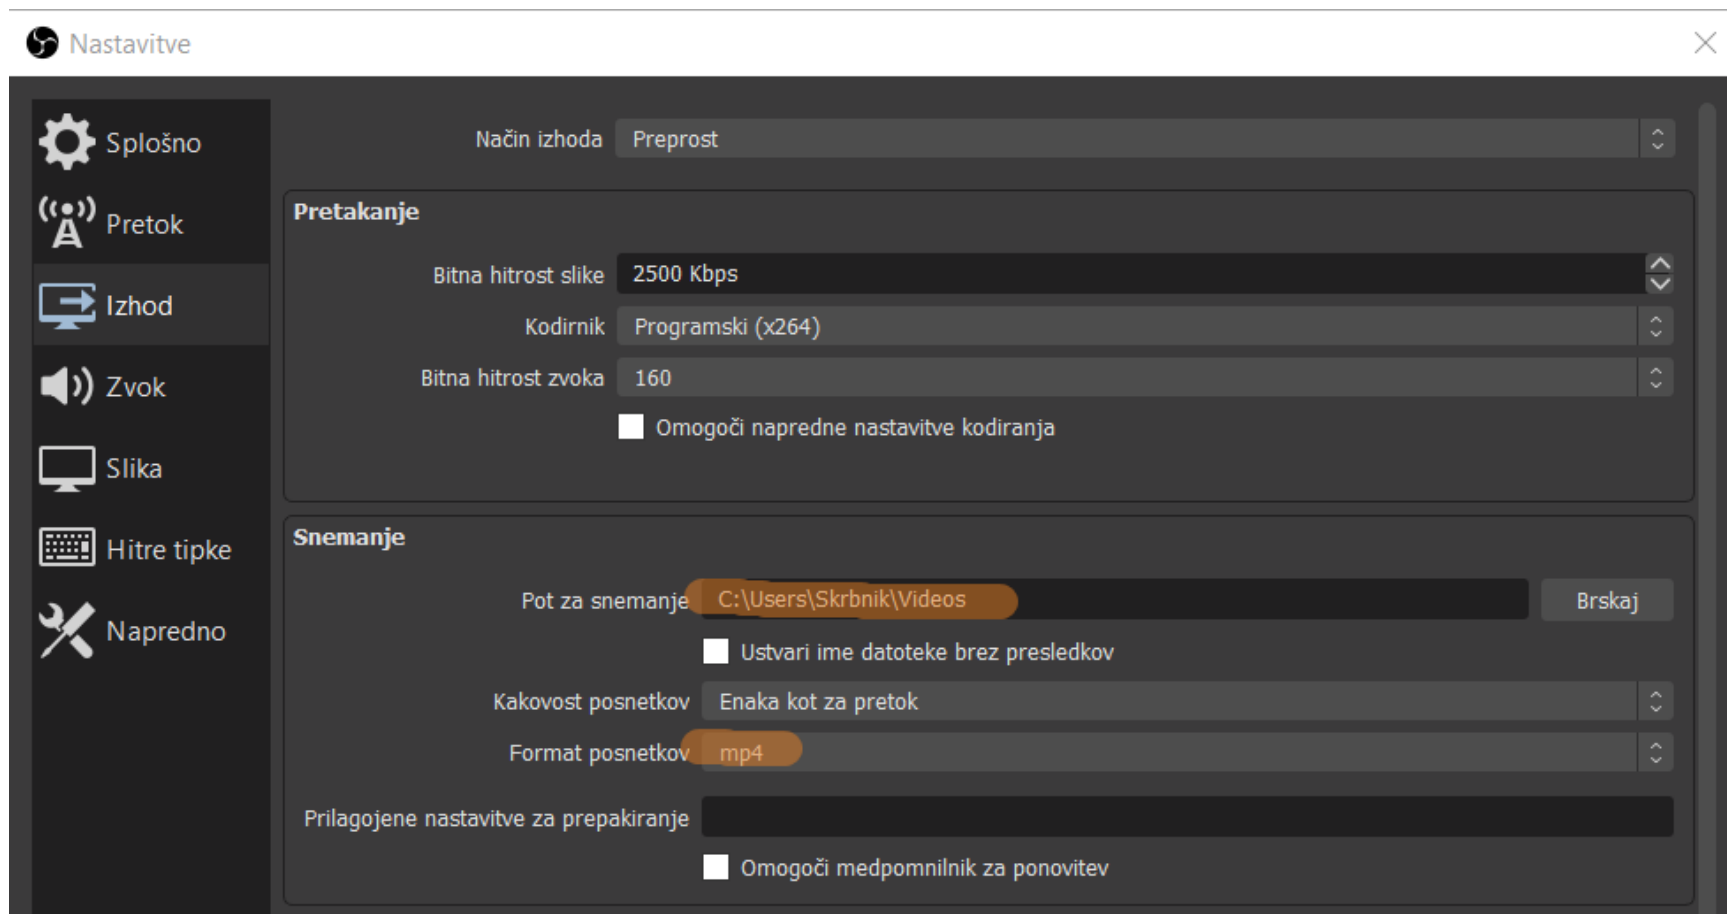 Nastavitve
Splošno
Pretok
Izhod
Zvok
Slika
Hitre tipke
Napredno
Način izhoda Preprost
Pretakanje
Bitna hitrost slike 2500 Kbps
Kodirnik Programski (x264)
Bitna hitrost zvoka 160
Omogoči napredne nastavitve kodiranja
Snemanje
Pot za snemanje C:\Users\Skrbnik\Videos Brskaj
Ustvari ime datoteke brez presledkov
Kakovost posnetkov Enaka kot za pretok
Format posnetkov mp4
Prilagojene nastavitve za prepakiranje
Omogoči medpomnilnik za ponovitev